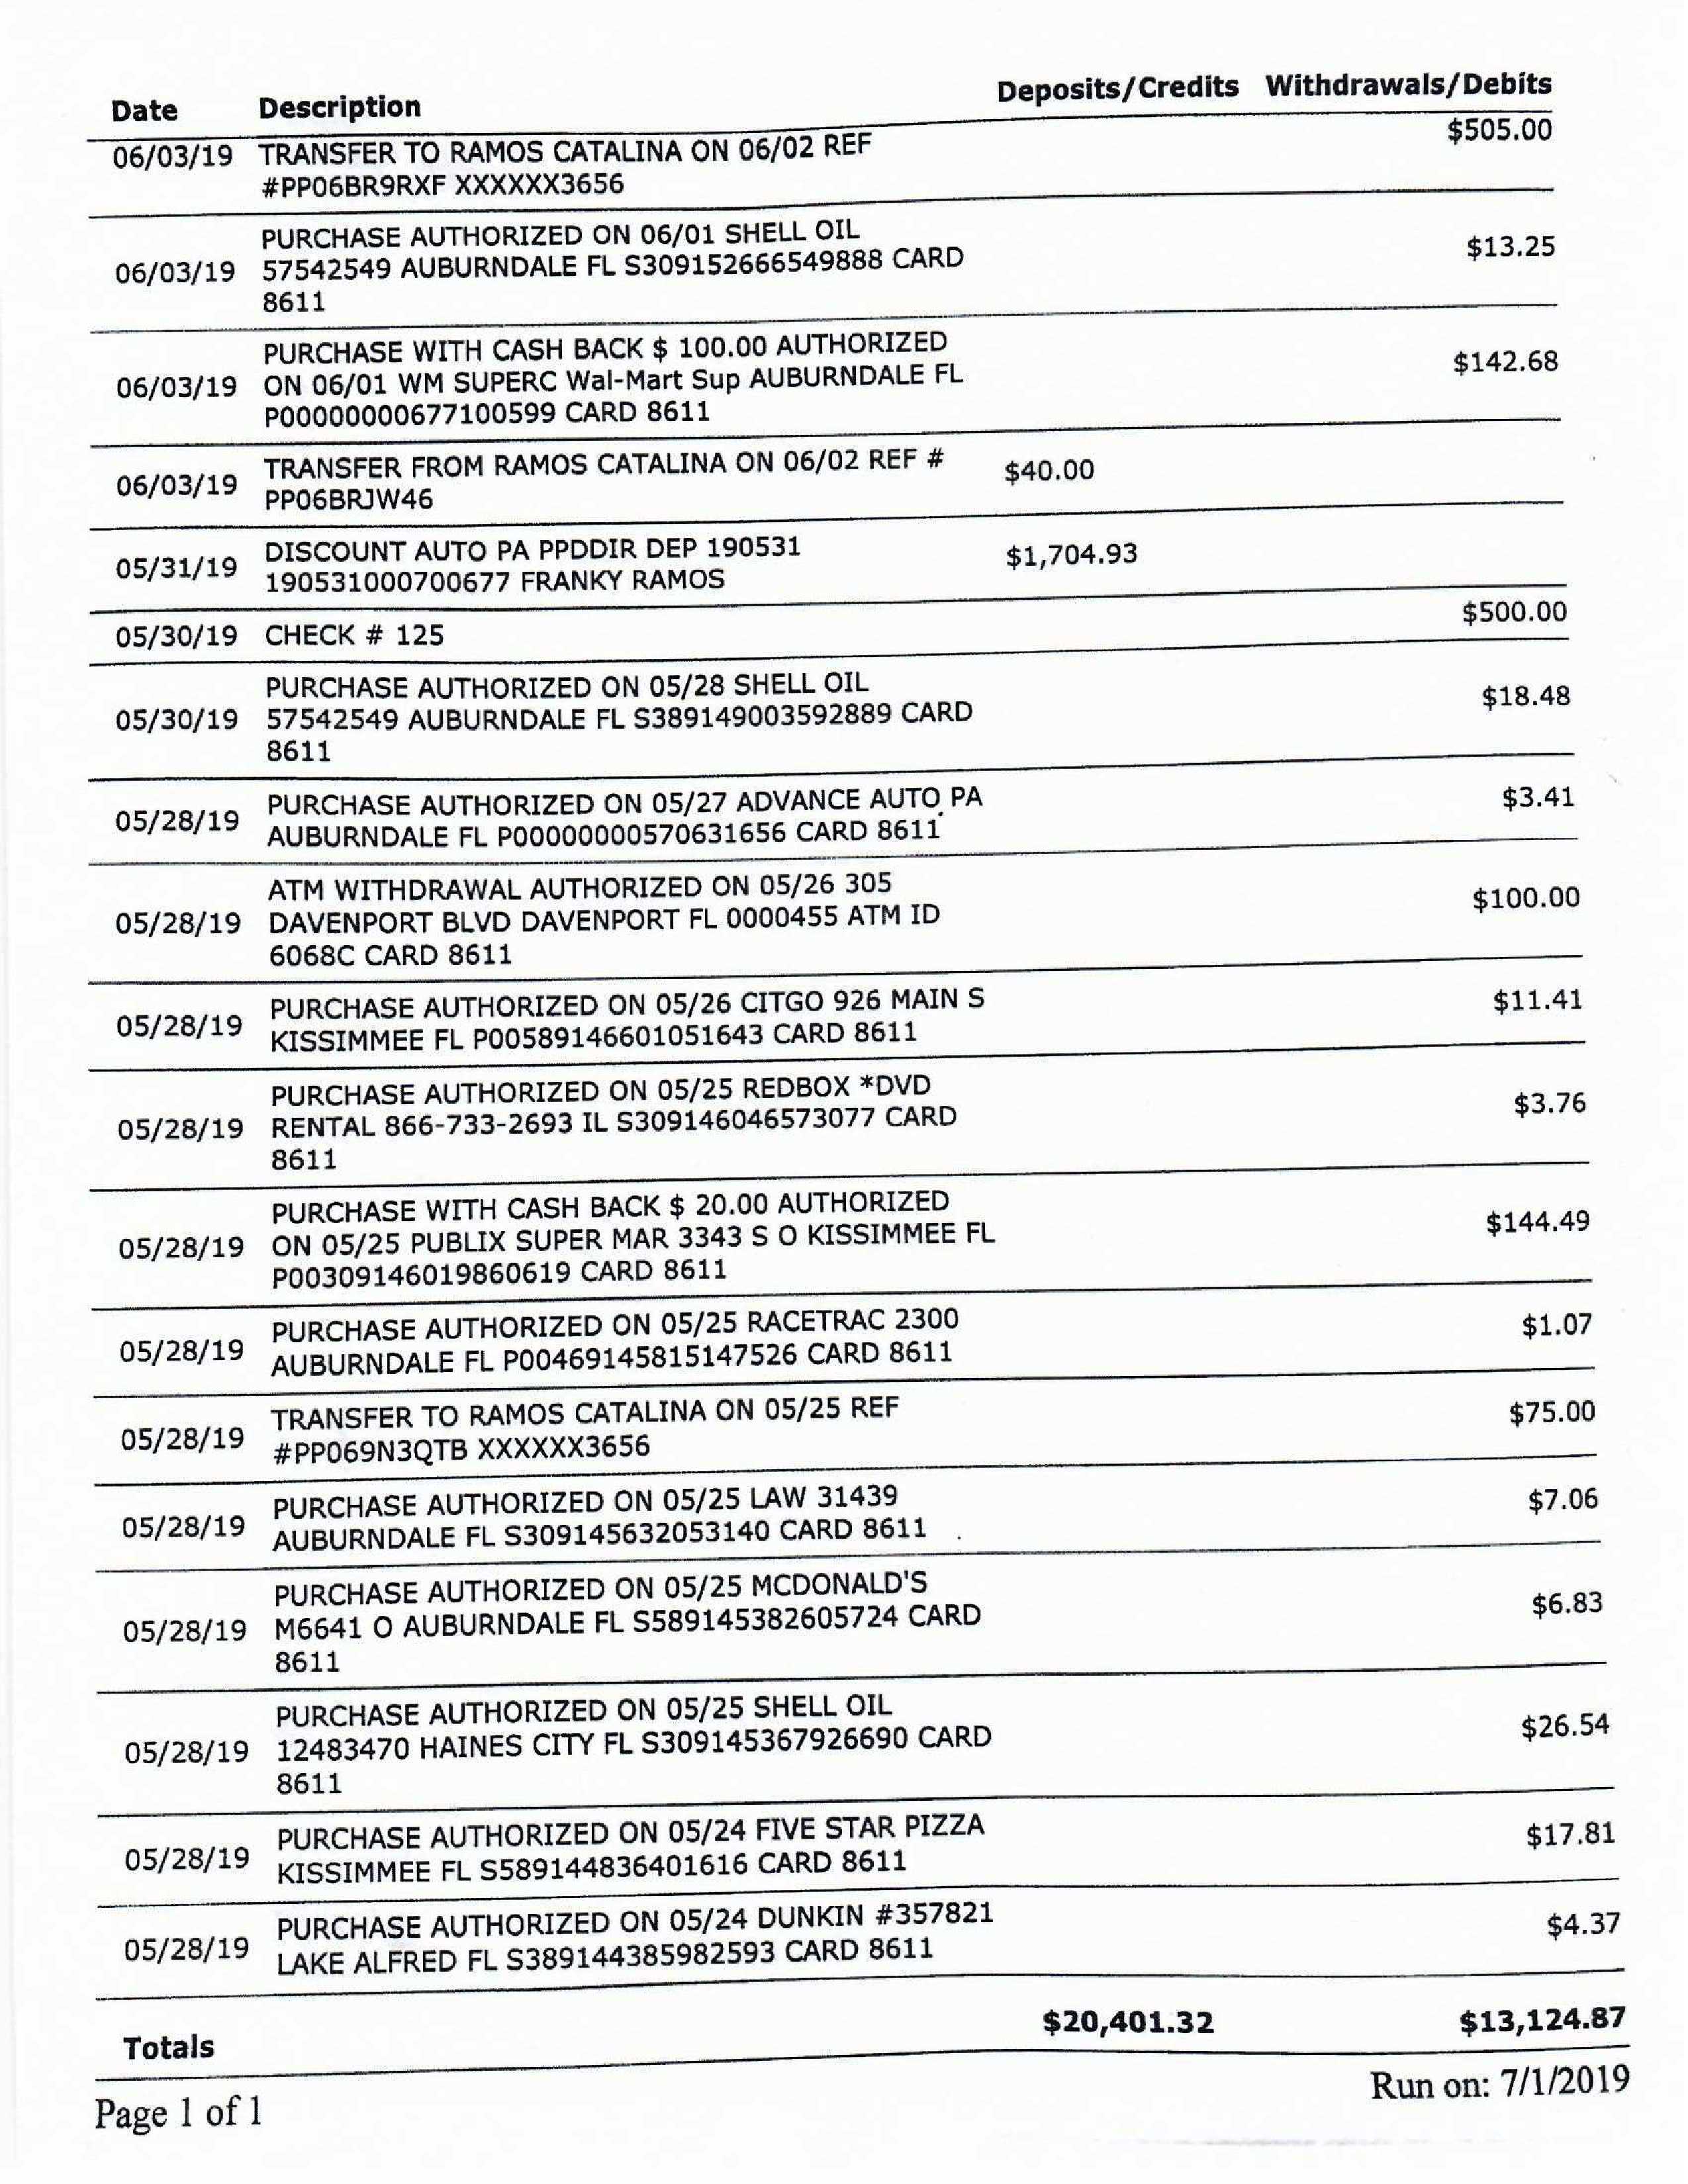 Date Description Deposits/Credits Withdrawals/Debits
06/03/19 TRANSFER TO RAMOS CATALINA ON 06/02 REF $505.00
#PP06BR9RXF XXXXXX3656
PURCHASE AUTHORIZED ON 06/01 SHELL OIL
06/03/19 57542549 AUBURNDALE FL S309152666549888 CARD $13.25
8611
PURCHASE WITH CASH BACK $ 100.00 AUTHORIZED
06/03/19 ON 06/01 WM SUPERC Wal-Mart Sup AUBURNDALE FL $142.68
P00000000677100599 CARD 8611
06/03/19 TRANSFER FROM RAMOS CATALINA ON 06/02 REF # $40.00
PP06BRJW46
05/31/19 DISCOUNT AUTO PA PPDDIR DEP 190531 $1,704.93
190531000700677 FRANKY RAMOS
05/30/19 CHECK # 125 $500.00
PURCHASE AUTHORIZED ON 05/28 SHELL OIL
05/30/19 57542549 AUBURNDALE FL S389149003592889 CARD $18.48
8611
05/28/19 PURCHASE AUTHORIZED ON 05/27 ADVANCE AUTO PA $3.41
AUBURNDALE FL P00000000570631656 CARD 8611
ATM WITHDRAWAL AUTHORIZED ON 05/26 305
05/28/19 DAVENPORT BLVD DAVENPORT FL 0000455 ATM ID $100.00
6068C CARD 8611
05/28/19 PURCHASE AUTHORIZED ON 05/26 CITGO 926 MAIN S $11.41
KISSIMMEE FL P00589146601051643 CARD 8611
PURCHASE AUTHORIZED ON 05/25 REDBOX *DVD
05/28/19 RENTAL 866-733-2693 IL S309146046573077 CARD $3.76
8611
PURCHASE WITH CASH BACK $ 20.00 AUTHORIZED
05/28/19 ON 05/25 PUBLIX SUPER MAR 3343 S O KISSIMMEE FL $144.49
P00309146019860619 CARD 8611
05/28/19 PURCHASE AUTHORIZED ON 05/25 RACETRAC 2300 $1.07
AUBURNDALE FL P00469145815147526 CARD 8611
05/28/19 TRANSFER TO RAMOS CATALINA ON 05/25 REF $75.00
#PP069N3QTB XXXXXX3656
05/28/19 PURCHASE AUTHORIZED ON 05/25 LAW 31439 $7.06
AUBURNDALE FL S309145632053140 CARD 8611
PURCHASE AUTHORIZED ON 05/25 MCDONALD'S
05/28/19 M6641 O AUBURNDALE FL S589145382605724 CARD $6.83
8611
PURCHASE AUTHORIZED ON 05/25 SHELL OIL
05/28/19 12483470 HAINES CITY FL S309145367926690 CARD $26.54
8611
05/28/19 PURCHASE AUTHORIZED ON 05/24 FIVE STAR PIZZA $17.81
KISSIMMEE FL S589144836401616 CARD 8611
05/28/19 PURCHASE AUTHORIZED ON 05/24 DUNKIN #357821 $4.37
LAKE ALFRED FL S389144385982593 CARD 8611
Totals $20,401.32 $13,124.87
Page 1 of 1 Run on: 7/1/2019